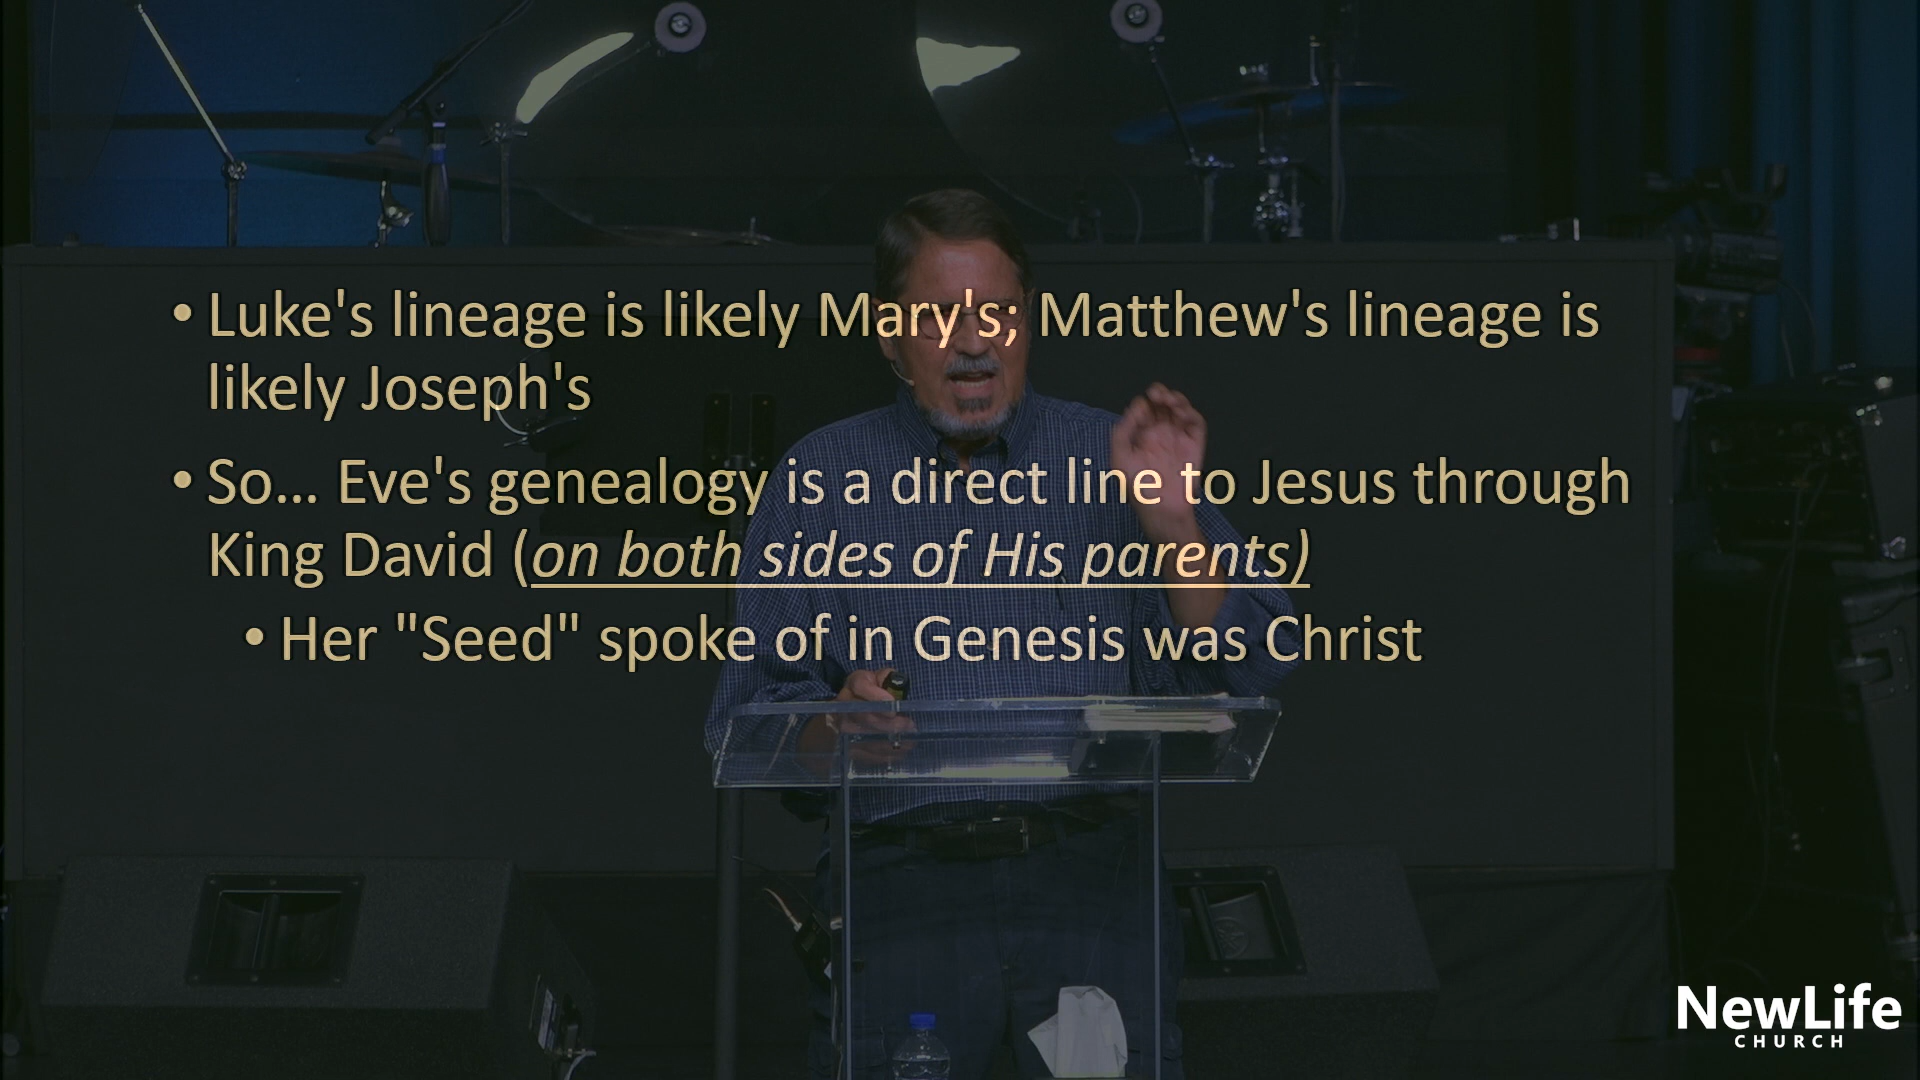 • Luke's lineage is likely Mary's; Matthew's lineage is
likely Joseph's
• So... Eve's genealogy is a direct line to Jesus through
King David (on both sides of His parents)
• Her "Seed" spoke of in Genesis was Christ
NewLife
CHURCH